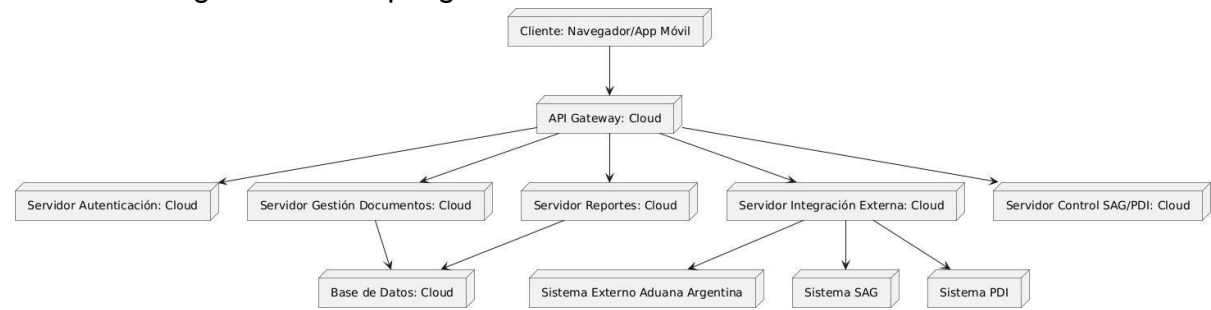 Cliente: Navegador/App Móvil
API Gateway: Cloud
Servidor Autenticación: Cloud
Servidor Gestión Documentos: Cloud
Servidor Reportes: Cloud
Servidor Integración Externa: Cloud
Servidor Control SAG/PDI: Cloud
Base de Datos: Cloud
Sistema Externo Aduana Argentina
Sistema SAG
Sistema PDI